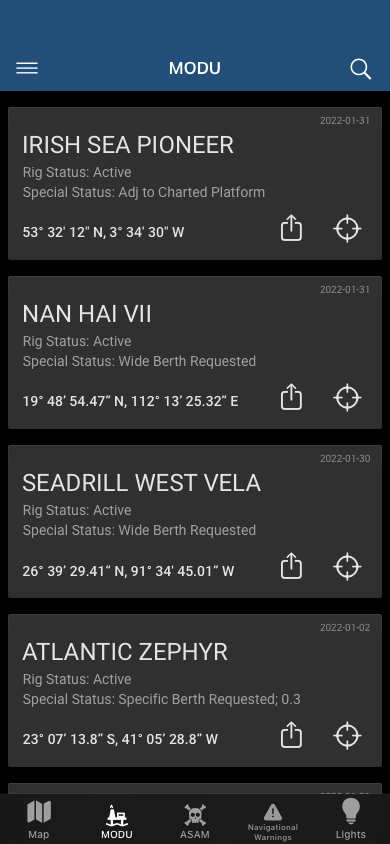 MODU
2022-01-31
IRISH SEA PIONEER
Rig Status: Active
Special Status: Adj to Charted Platform
53° 32' 12" N, 3° 34' 30" W
2022-01-31
NAN HAI VII
Rig Status: Active
Special Status: Wide Berth Requested
19° 48’ 54.47” N, 112° 13’ 25.32” E
2022-01-30
SEADRILL WEST VELA
Rig Status: Active
Special Status: Wide Berth Requested
26° 39’ 29.41” N, 91° 34' 45.01” W
2022-01-02
ATLANTIC ZEPHYR
Rig Status: Active
Special Status: Specific Berth Requested; 0.3
23° 07’ 13.8” S, 41° 05’ 28.8” W
Map
MODU
ASAM
Navigational
Warnings
Lights